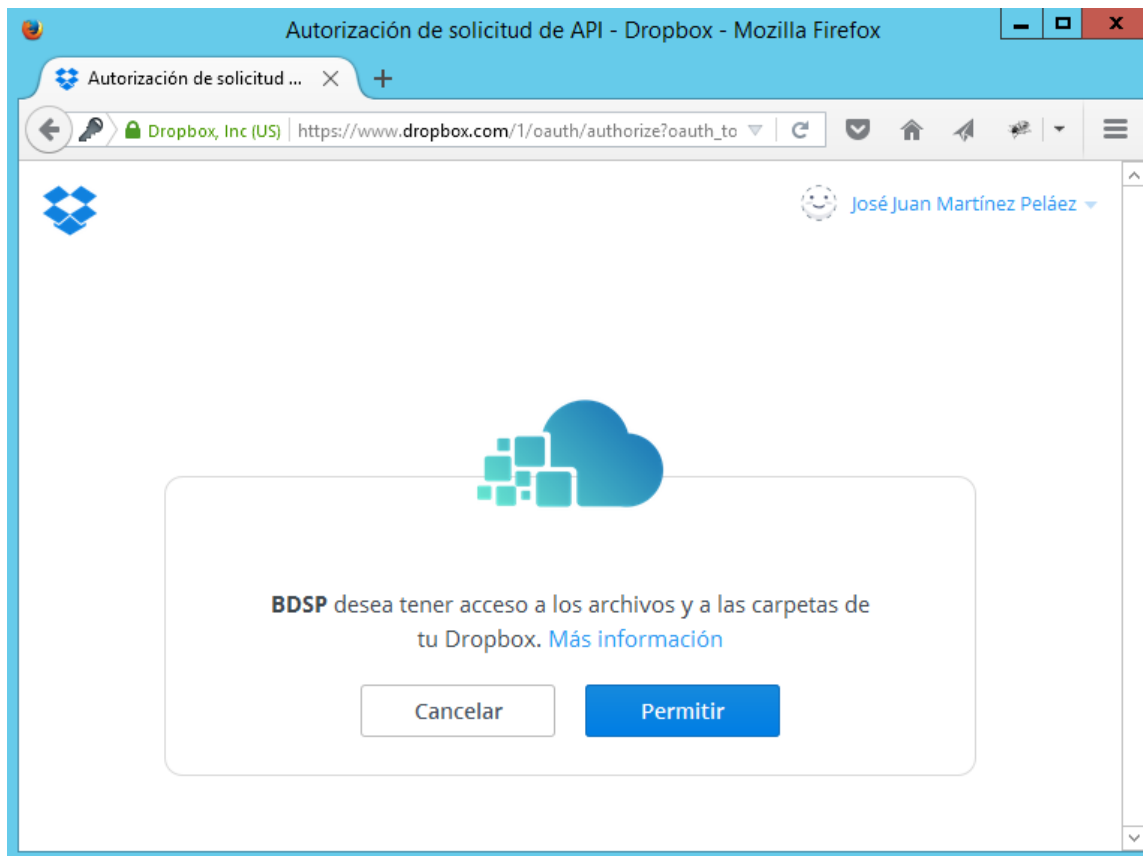 Autorización de solicitud de API - Dropbox - Mozilla Firefox
Autorización de solicitud ...
Dropbox, Inc (US) https://www.dropbox.com/1/oauth/authorize?oauth_to
José Juan Martínez Peláez
BDSP desea tener acceso a los archivos y a las carpetas de
tu Dropbox. Más información
Cancelar Permitir